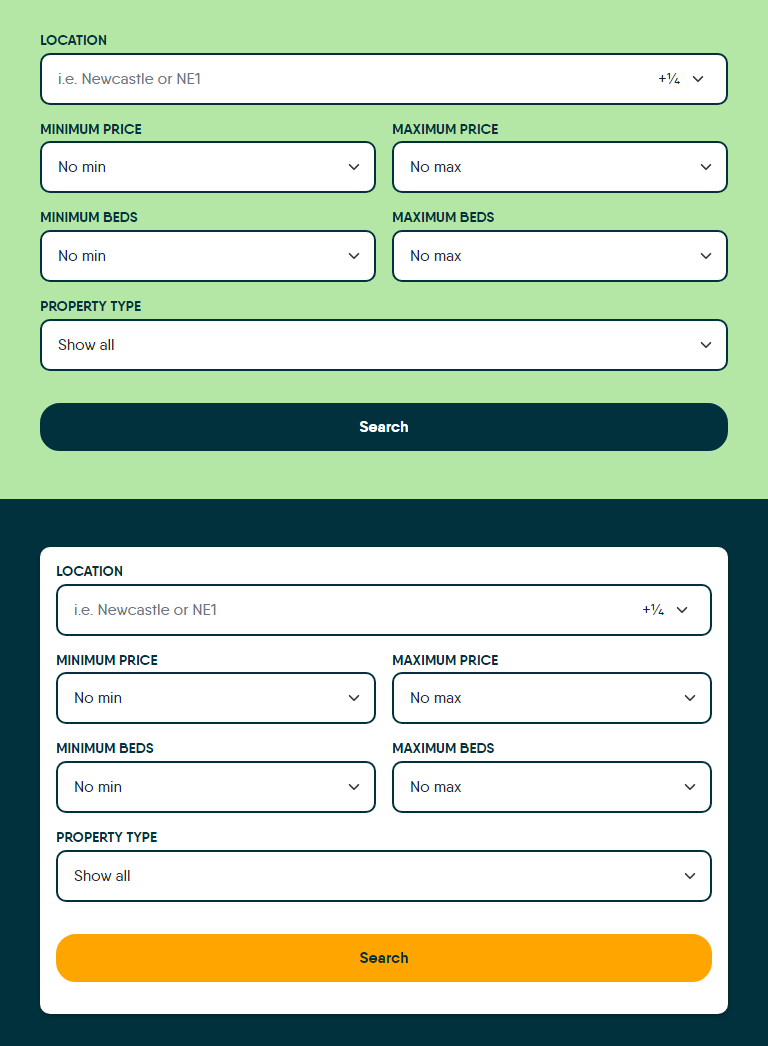 LOCATION
i.e. Newcastle or NE1 +¼
MINIMUM PRICE MAXIMUM PRICE
No min No max
MINIMUM BEDS MAXIMUM BEDS
No min No max
PROPERTY TYPE
Show all
Search
LOCATION
i.e. Newcastle or NE1 +¼
MINIMUM PRICE MAXIMUM PRICE
No min No max
MINIMUM BEDS MAXIMUM BEDS
No min No max
PROPERTY TYPE
Show all
Search